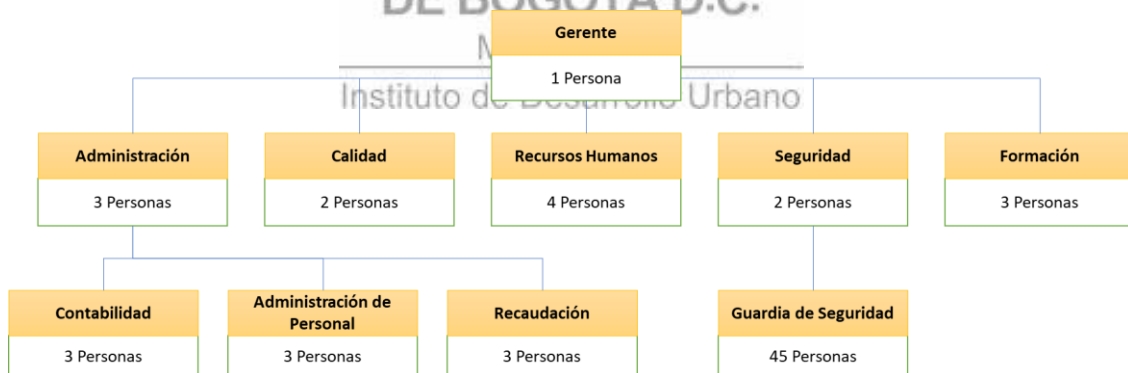 DE BOGOTÁ D.C.
Gerente
1 Persona
Instituto de Desarrollo Urbano
Administración
Calidad
Recursos Humanos
Seguridad
Formación
3 Personas
2 Personas
4 Personas
2 Personas
3 Personas
Contabilidad
Administración de
Personal
Recaudación
Guardia de Seguridad
3 Personas
3 Personas
3 Personas
45 Personas